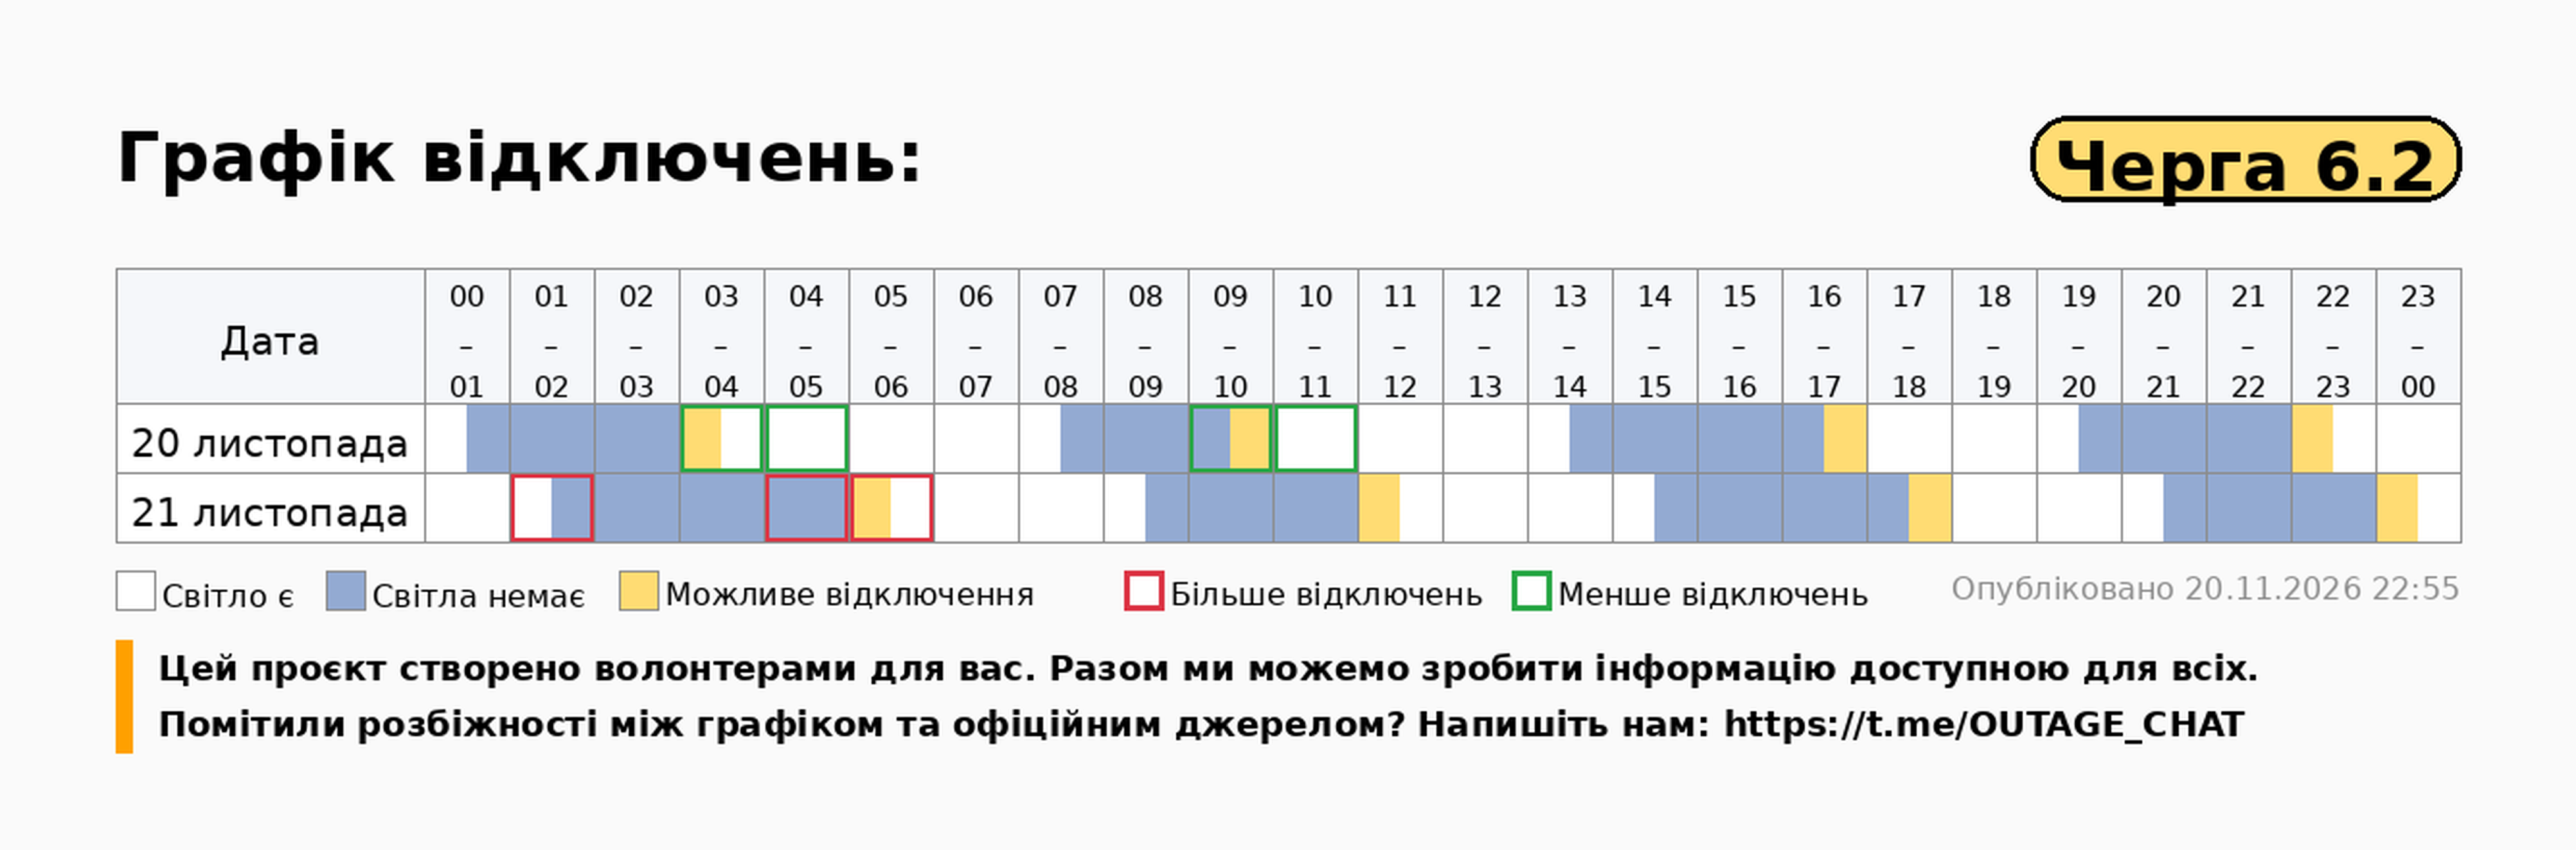 Графік відключень:
Черга 6.2
Дата 00 – 01 01 – 02 02 – 03 03 – 04 04 – 05 05 – 06 06 – 07 07 – 08 08 – 09 09 – 10 10 – 11 11 – 12 12 – 13 13 – 14 14 – 15 15 – 16 16 – 17 17 – 18 18 – 19 19 – 20 20 – 21 21 – 22 22 – 23 23 – 00
20 листопада
21 листопада
Світло є Світла немає Можливе відключення Більше відключень Менше відключень Опубліковано 20.11.2026 22:55
Цей проєкт створено волонтерами для вас. Разом ми можемо зробити інформацію доступною для всіх.
Помітили розбіжності між графіком та офіційним джерелом? Напишіть нам: https://t.me/OUTAGE_CHAT